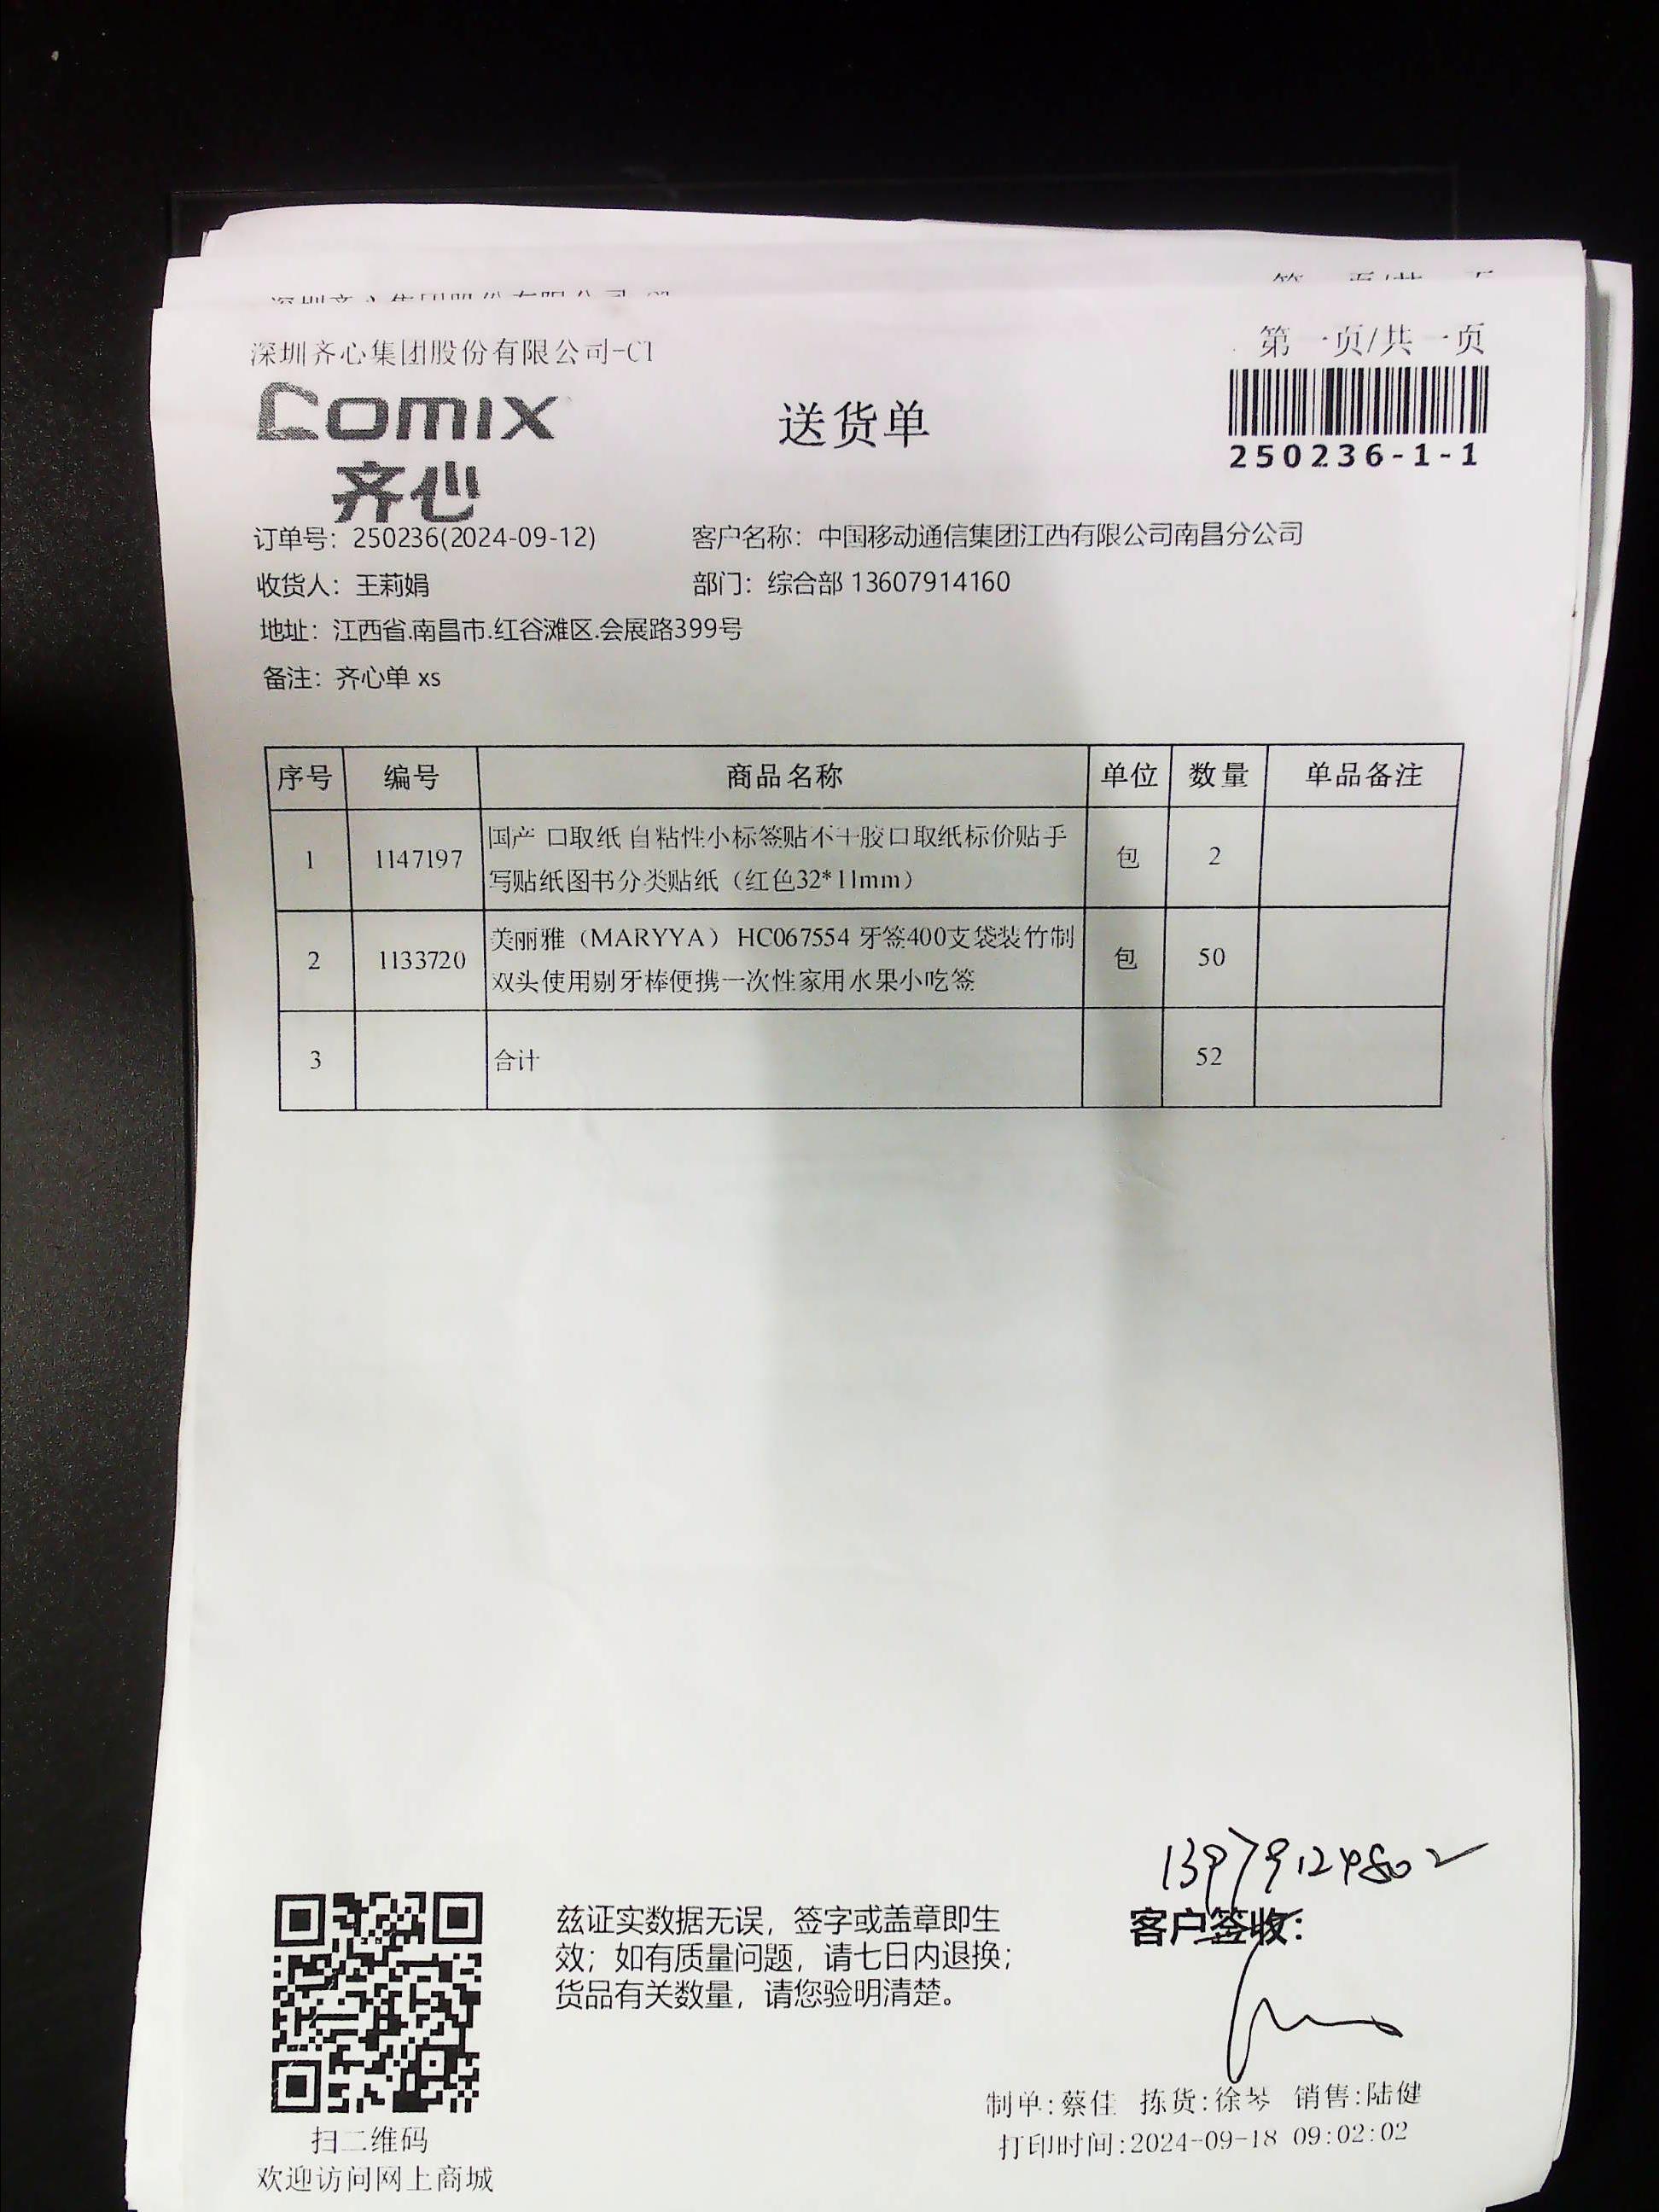 深圳齐心集团股份有限公司-CT
第一页/共一页
COMIX
齐心
送货单
250236-1-1
订单号：250236(2024-09-12)
客户名称：中国移动通信集团江西有限公司南昌分公司
收货人：王莉娟
部门：综合部 13607914160
地址：江西省.南昌市.红谷滩区.会展路399号
备注：齐心单 xs
序号 编号 商品名称 单位 数量 单品备注
1 1147197 国产 口取纸 自粘性小标签贴不干胶口取纸标价贴手
写贴纸图书分类贴纸（红色32*11mm） 包 2
2 1133720 美丽雅（MARYYA） HC067554 牙签400支袋装竹制
双头使用剔牙棒便携一次性家用水果小吃签 包 50
3 合计 52
13979124802
兹证实数据无误，签字或盖章即生
效；如有质量问题，请七日内退换；
货品有关数量，请您验明清楚。
客户签收：
制单:蔡佳 拣货:徐琴 销售:陆健
打印时间:2024-09-18 09:02:02
扫二维码
欢迎访问网上商城